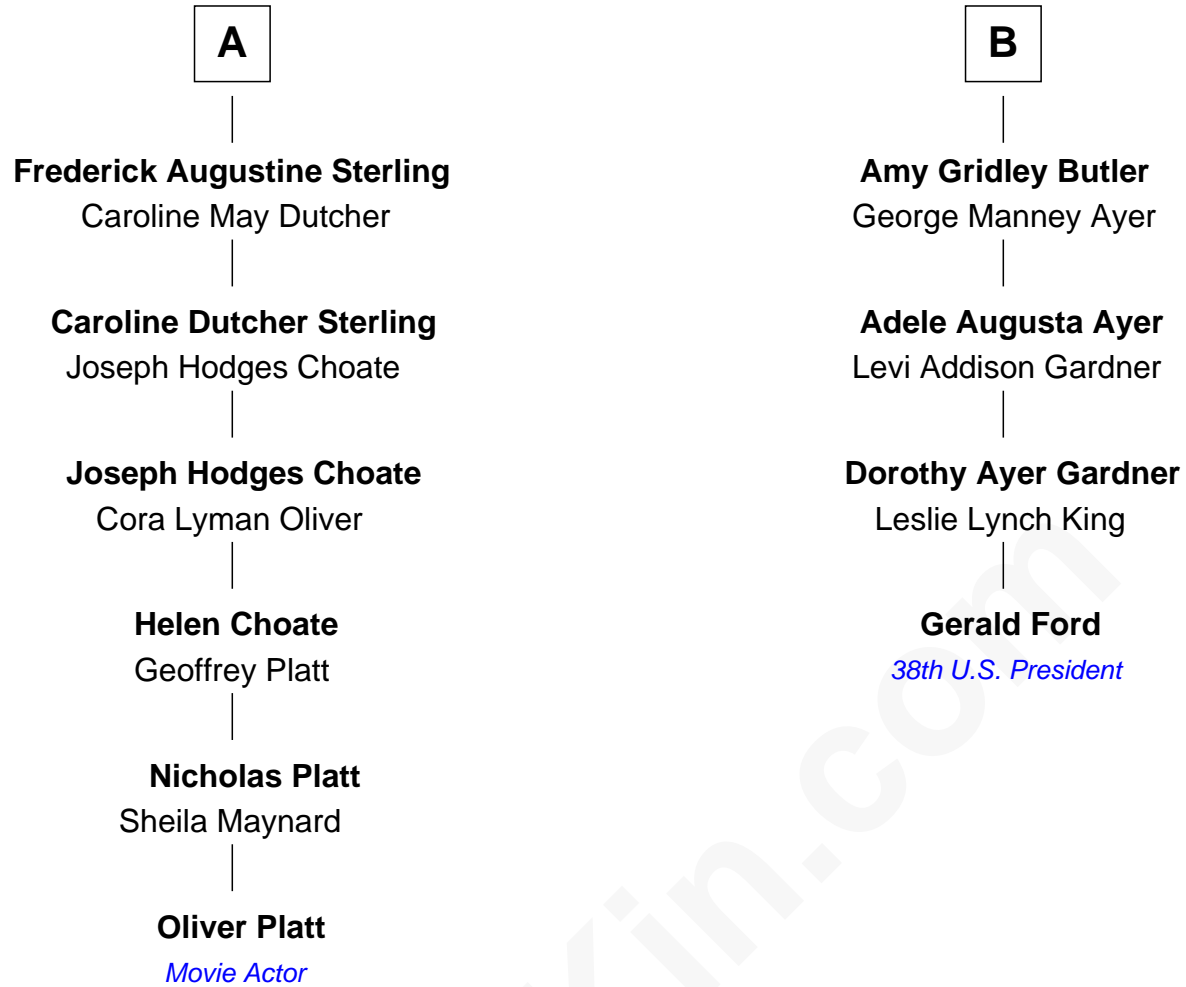 A
Frederick Augustine Sterling
Caroline May Dutcher
Caroline Dutcher Sterling
Joseph Hodges Choate
Joseph Hodges Choate
Cora Lyman Oliver
Helen Choate
Geoffrey Platt
Nicholas Platt
Sheila Maynard
Oliver Platt
Movie Actor
B
Amy Gridley Butler
George Manney Ayer
Adele Augusta Ayer
Levi Addison Gardner
Dorothy Ayer Gardner
Leslie Lynch King
Gerald Ford
38th U.S. President
Kin.com